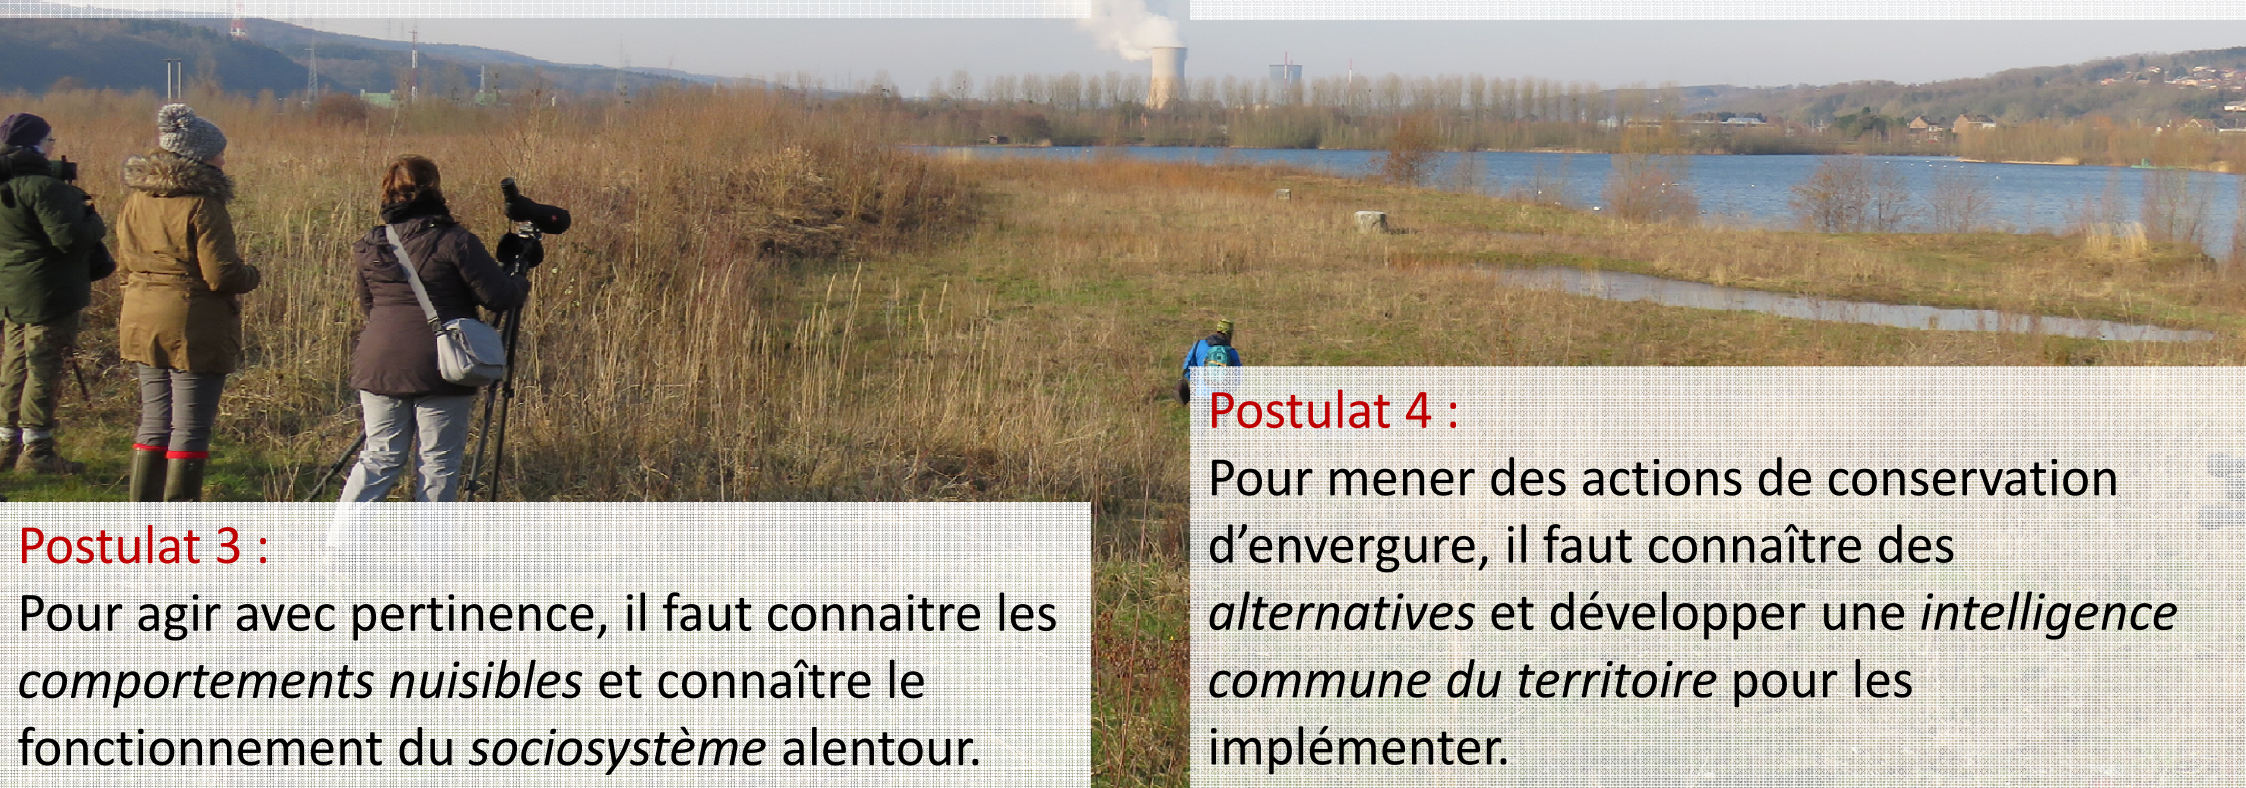 Postulat 3 :
Pour agir avec pertinence, il faut connaitre les
comportements nuisibles et connaître le
fonctionnement du sociosystème alentour.
Postulat 4 :
Pour mener des actions de conservation
d’envergure, il faut connaître des
alternatives et développer une intelligence
commune du territoire pour les
implémenter.